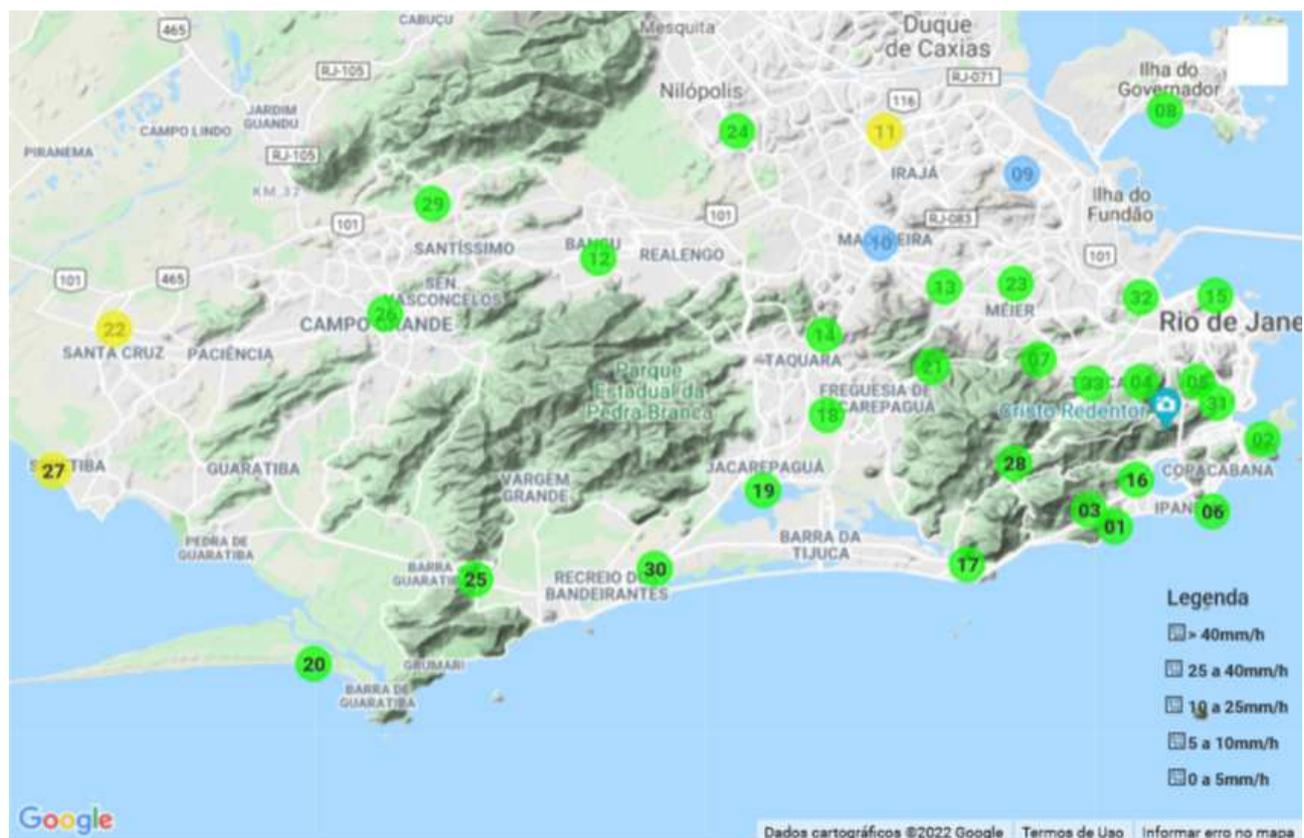 465
CABUÇU
Mesquita
Duque
de Caxias
RJ-105
RJ-071
Ilha do
Governador
Nilópolis
116
08
JARDIM
GUANDU
CAMPO LINDO
24
11
PIRANEMA
RJ-105
IRAJÁ
09
KM 32
29
Ilha do
Fundão
101
101
RJ-083
SANTÍSSIMO
BANGU
REALENGO
10
12
101
101
465
SEN.
VASCONCELOS
13
23
MÉIER
32
15
26
CAMPO GRANDE
22
SANTA CRUZ
PACIÊNCIA
14
TAQUARA
Rio de Jane
Parque
Estadual da
Pedra Branca
21
07
33
04
05
FREGUESIA DE
18
Cristo Redentor
31
02
27
GUARATIBA
VARGEM
GRANDE
JACAREPAGUÁ
28
COPACABANA
19
16
03
01
06
PEDRA DE
GUARATIBA
BARRA DA
TIJUCA
17
BARRA
25
30
RECREIO DOS
BANDEIRANTES
20
GRUMARI
BARRA DE
GUARATIBA
Legenda
> 40mm/h
25 a 40mm/h
10 a 25mm/h
5 a 10mm/h
0 a 5mm/h
Google
Dados cartográficos ©2022 Google
Termos de Uso
Informar erro no mapa